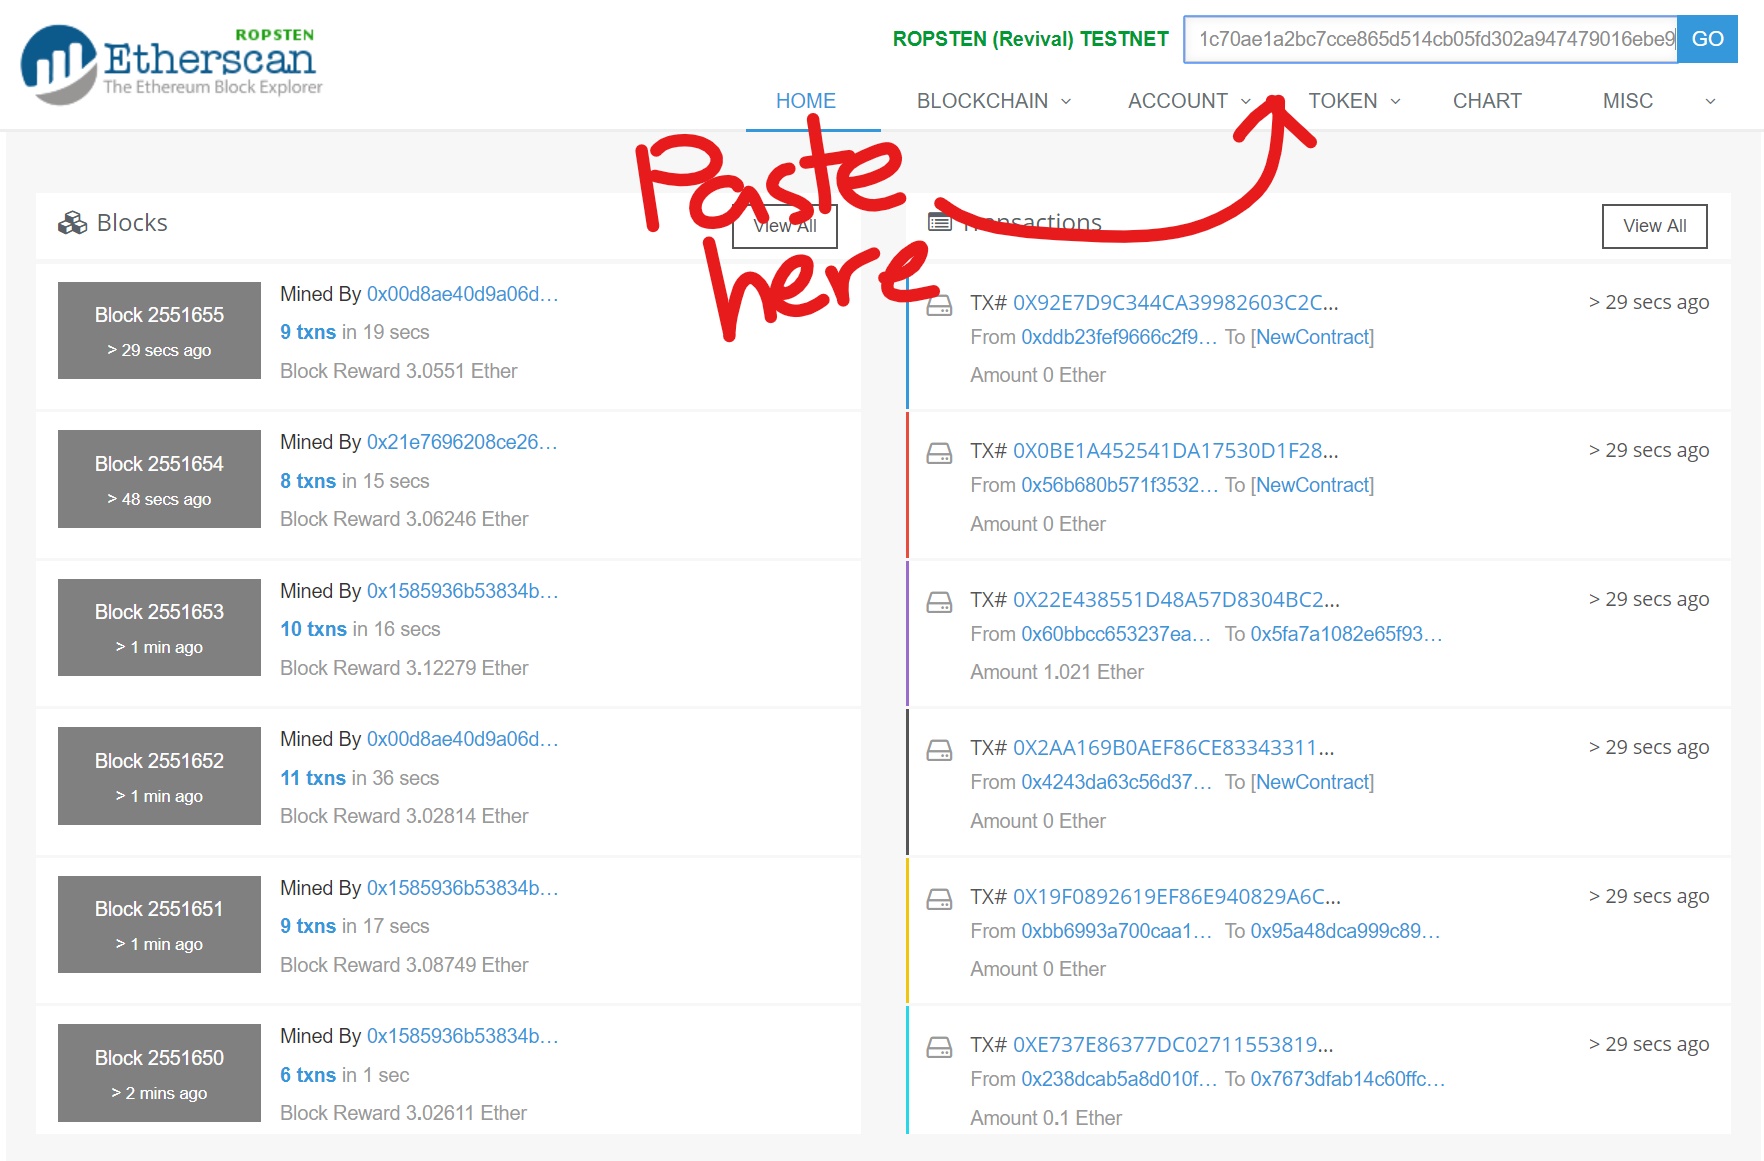 ROPSTEN
Etherscan
The Ethereum Block Explorer
ROPSTEN (Revival) TESTNET
1c70ae1a2bc7cce865d514cb05fd302a947479016ebe9
GO
HOME
BLOCKCHAIN
ACCOUNT
TOKEN
CHART
MISC
Paste
here
Blocks
View All
Block 2551655
> 29 secs ago
Mined By 0x00d8ae40d9a06d...
9 txns in 19 secs
Block Reward 3.0551 Ether
Block 2551654
> 48 secs ago
Mined By 0x21e7696208ce26...
8 txns in 15 secs
Block Reward 3.06246 Ether
Block 2551653
> 1 min ago
Mined By 0x1585936b53834b...
10 txns in 16 secs
Block Reward 3.12279 Ether
Block 2551652
> 1 min ago
Mined By 0x00d8ae40d9a06d...
11 txns in 36 secs
Block Reward 3.02814 Ether
Block 2551651
> 1 min ago
Mined By 0x1585936b53834b...
9 txns in 17 secs
Block Reward 3.08749 Ether
Block 2551650
> 2 mins ago
Mined By 0x1585936b53834b...
6 txns in 1 sec
Block Reward 3.02611 Ether
Transactions
View All
TX# 0X92E7D9C344CA39982603C2C...
> 29 secs ago
From 0xddb23fef9666c2f9... To [NewContract]
Amount 0 Ether
TX# 0X0BE1A452541DA17530D1F28...
> 29 secs ago
From 0x56b680b571f3532... To [NewContract]
Amount 0 Ether
TX# 0X22E438551D48A57D8304BC2...
> 29 secs ago
From 0x60bbcc653237ea... To 0x5fa7a1082e65f93...
Amount 1.021 Ether
TX# 0X2AA169B0AEF86CE83343311...
> 29 secs ago
From 0x4243da63c56d37... To [NewContract]
Amount 0 Ether
TX# 0X19F0892619EF86E940829A6C...
> 29 secs ago
From 0xbb6993a700caa1... To 0x95a48dca999c89...
Amount 0 Ether
TX# 0XE737E86377DC02711553819...
> 29 secs ago
From 0x238dcab5a8d010f... To 0x7673dfab14c60ffc...
Amount 0.1 Ether